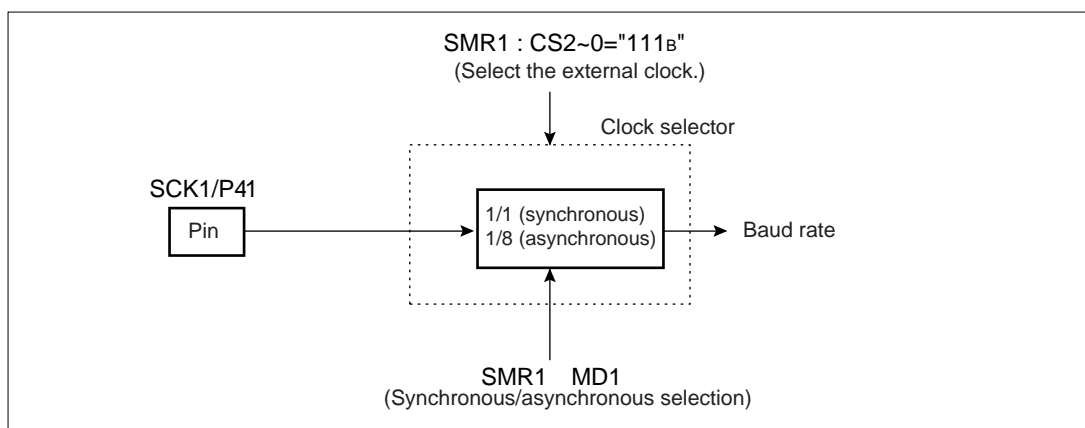 SMR1 : CS2~0="111B"
(Select the external clock.)
Clock selector
SCK1/P41
Pin
1/1 (synchronous)
1/8 (asynchronous)
Baud rate
SMR1 MD1
(Synchronous/asynchronous selection)